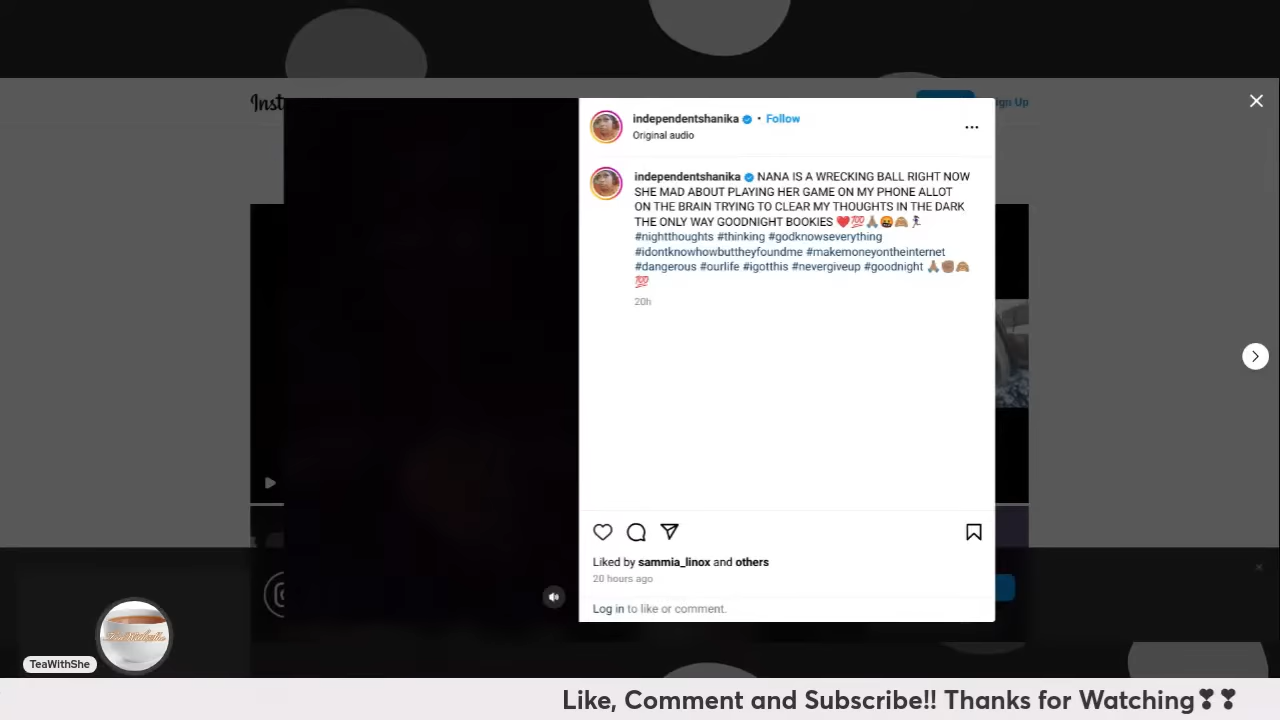 Inst
Sign Up
independentshanika • Follow
Original audio
independentshanika NANA IS A WRECKING BALL RIGHT NOW
SHE MAD ABOUT PLAYING HER GAME ON MY PHONE ALLOT
ON THE BRAIN TRYING TO CLEAR MY THOUGHTS IN THE DARK
THE ONLY WAY GOODNIGHT BOOKIES ❤️💯🙏🏽🤬🙈🏃🏽‍♀️
#nightthoughts #thinking #godknowseverything
#idontknowhowbuttheyfoundme #makemoneyontheinternet
#dangerous #ourlife #igotthis #nevergiveup #goodnight 🙏🏽✊🏽🙈
💯
20h
Liked by sammia_linox and others
20 hours ago
Log in to like or comment.
TeaWithShe
Like, Comment and Subscribe!! Thanks for Watching❣❣